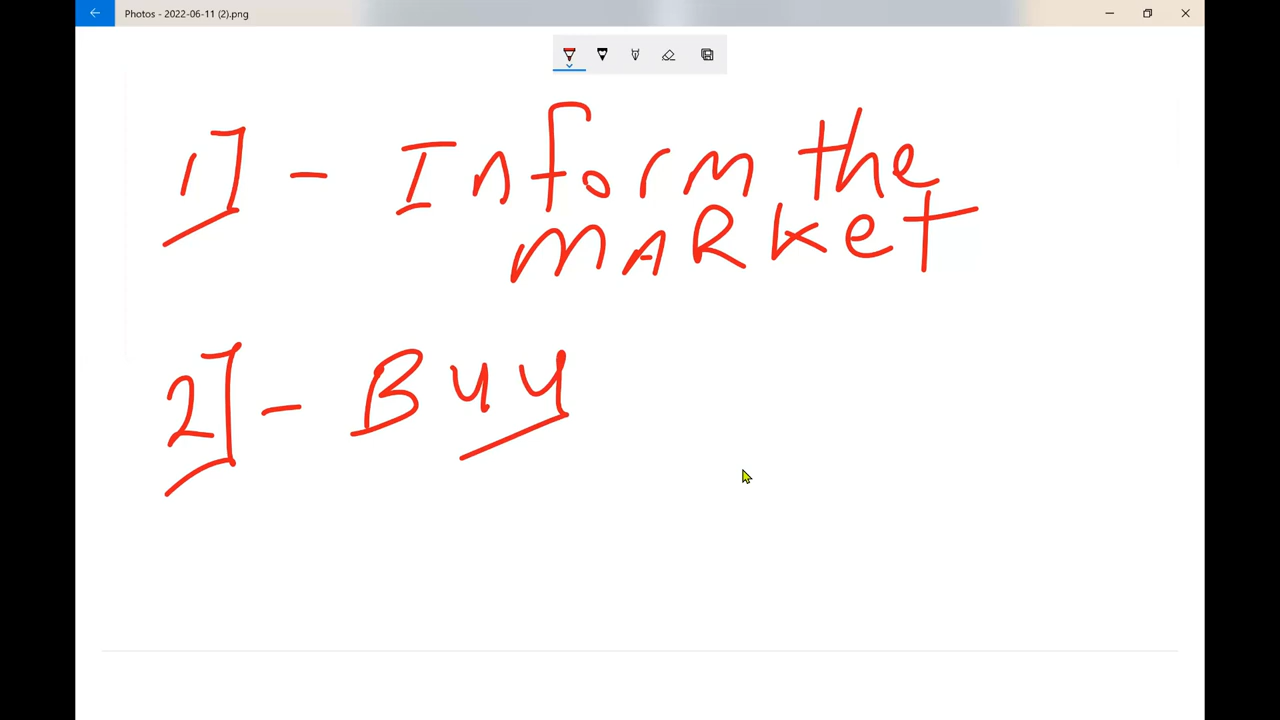 Photos - 2022-06-11 (2).png
1] - Inform the
MARKet
2] - Buy